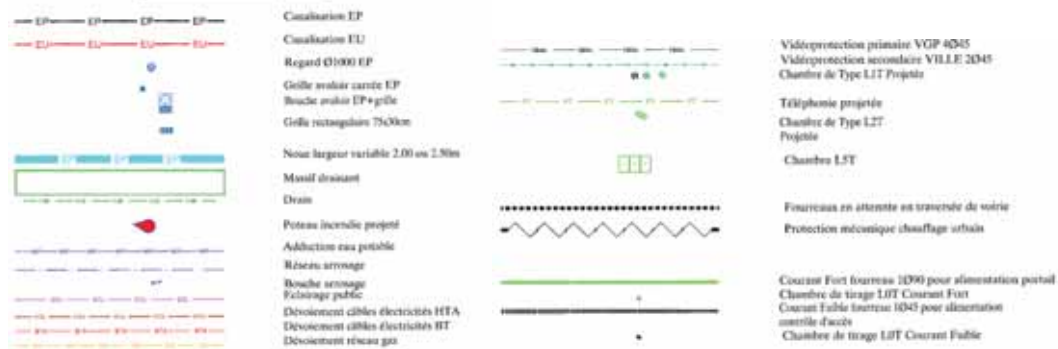 EP EP EP EP
Canalisation EP
EU EU EU EU
Canalisation EU
Regard Ø1000 EP
Grille avaloir carrée EP
Bouche avaloir EP+grille
Grille rectangulaire 75x30cm
EP EP EP
Noue largeur variable 2.00 ou 2.50m
Massif drainant
Drain
Poteau incendie projeté
Adduction eau potable
Réseau arrosage
Bouche arrosage
Eclairage public
Dévoiement câbles électricités HTA
Dévoiement câbles électricités BT
Dévoiement réseau gaz
Vidéoprotection primaire VGP 4Ø45
Vidéoprotection secondaire VILLE 2Ø45
Chambre de Type L1T Projetée
Téléphonie projetée
Chambre de Type L2T
Projetée
Chambre L5T
Fourreaux en attente en traversée de voirie
Protection mécanique chauffage urbain
Courant Fort fourreau 1Ø90 pour alimentation portail
Chambre de tirage L0T Courant Fort
Courant Faible fourreau 1Ø45 pour alimentation
contrôle d'accès
Chambre de tirage L0T Courant Faible